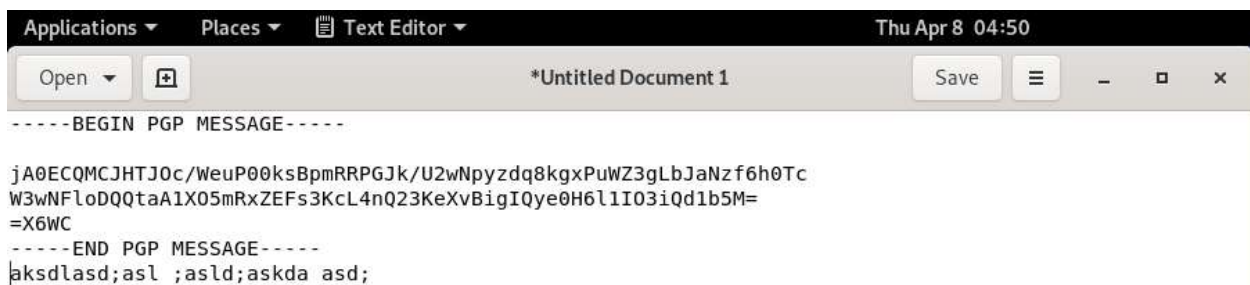 Applications Places Text Editor Thu Apr 8 04:50
Open *Untitled Document 1 Save
-----BEGIN PGP MESSAGE-----
jA0ECQMCJHTJOc/WeuP00ksBpmRRPGJk/U2wNpyzdq8kgxPuWZ3gLbJaNzf6h0Tc
W3wNFloDQQtaA1XO5mRxZEFs3KcL4nQ23KeXvBigIQye0H6l1IO3iQd1b5M=
=X6WC
-----END PGP MESSAGE-----
aksdlasd;asl ;asld;askda asd;